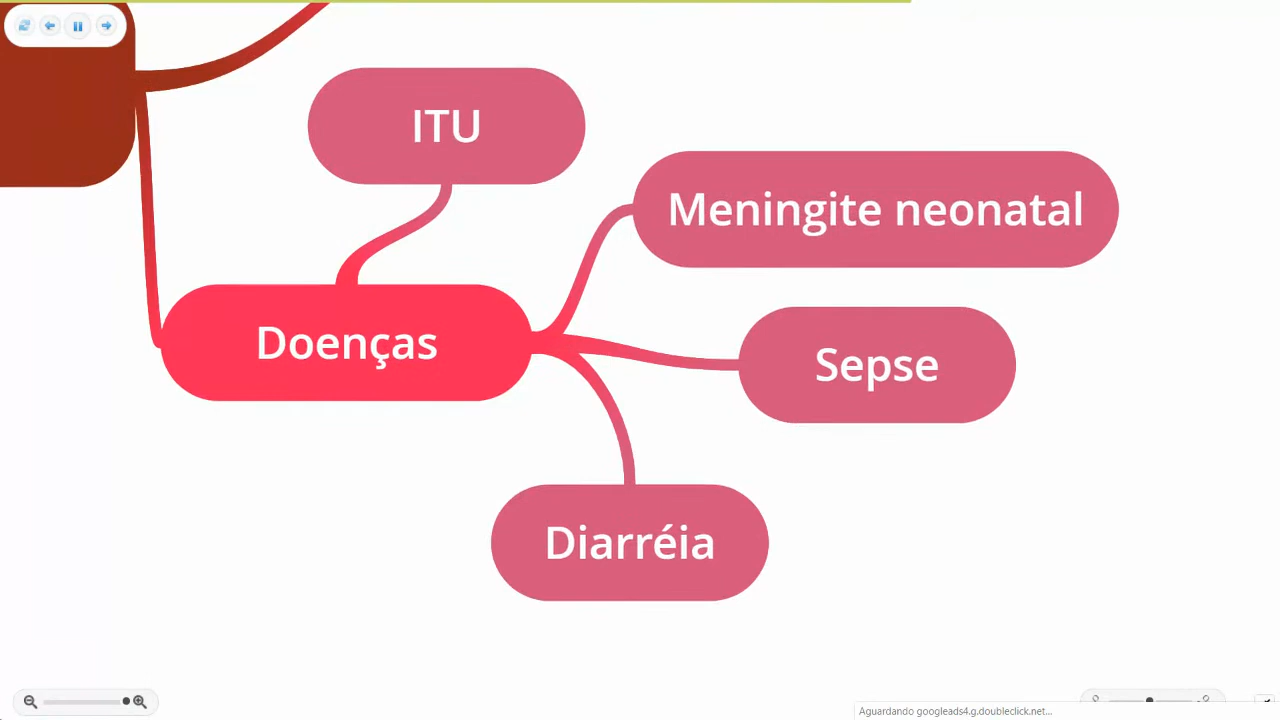 ITU
Meningite neonatal
Doenças
Sepse
Diarréia
Aguardando googleads4.g.doubleclick.net...